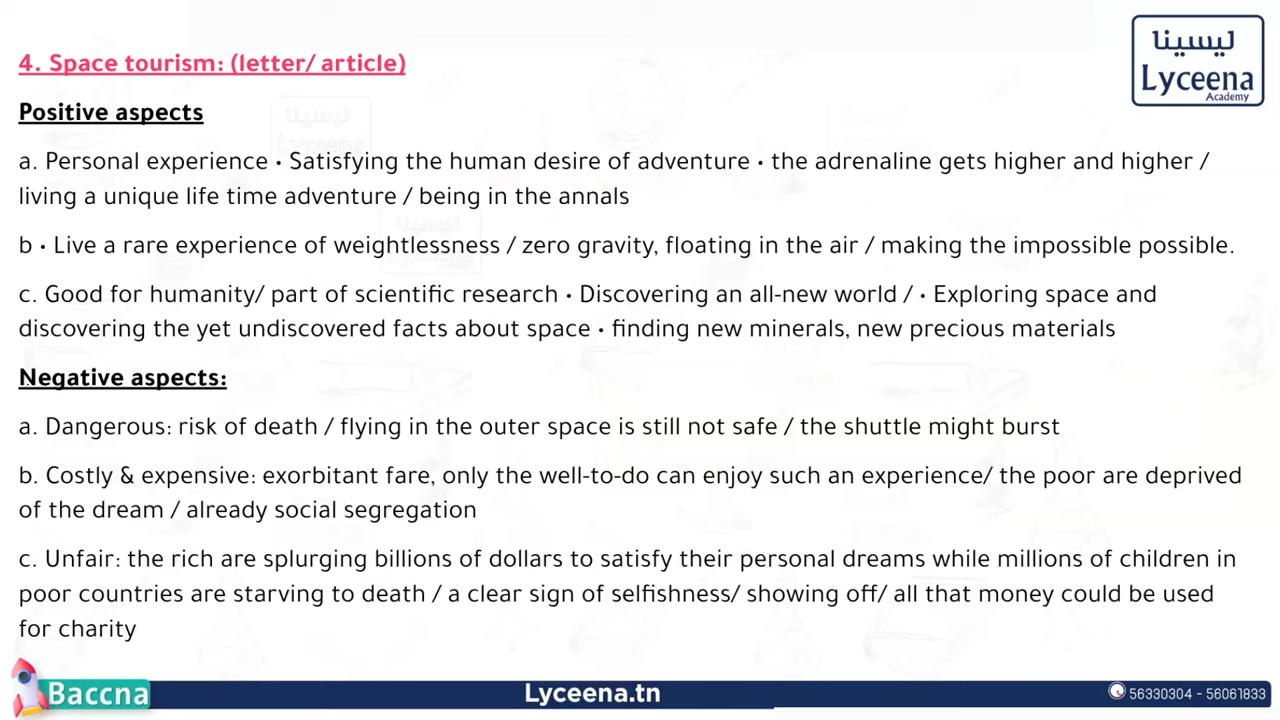 ليسينا
Lyceena
Academy
4. Space tourism: (letter/ article)
Positive aspects
a. Personal experience • Satisfying the human desire of adventure • the adrenaline gets higher and higher /
living a unique life time adventure / being in the annals
b • Live a rare experience of weightlessness / zero gravity, floating in the air / making the impossible possible.
c. Good for humanity/ part of scientific research • Discovering an all-new world / • Exploring space and
discovering the yet undiscovered facts about space • finding new minerals, new precious materials
Negative aspects:
a. Dangerous: risk of death / flying in the outer space is still not safe / the shuttle might burst
b. Costly & expensive: exorbitant fare, only the well-to-do can enjoy such an experience/ the poor are deprived
of the dream / already social segregation
c. Unfair: the rich are splurging billions of dollars to satisfy their personal dreams while millions of children in
poor countries are starving to death / a clear sign of selfishness/ showing off/ all that money could be used
for charity
Baccna
Lyceena.tn
56330304 - 56061833